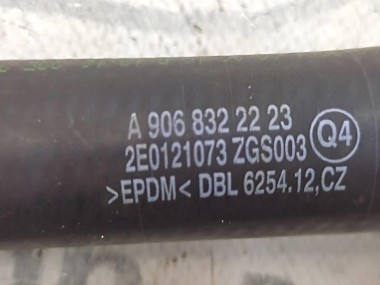 A 906 832 22 23
2E0121073 ZGS003 Q4
>EPDM< DBL 6254.12,CZ